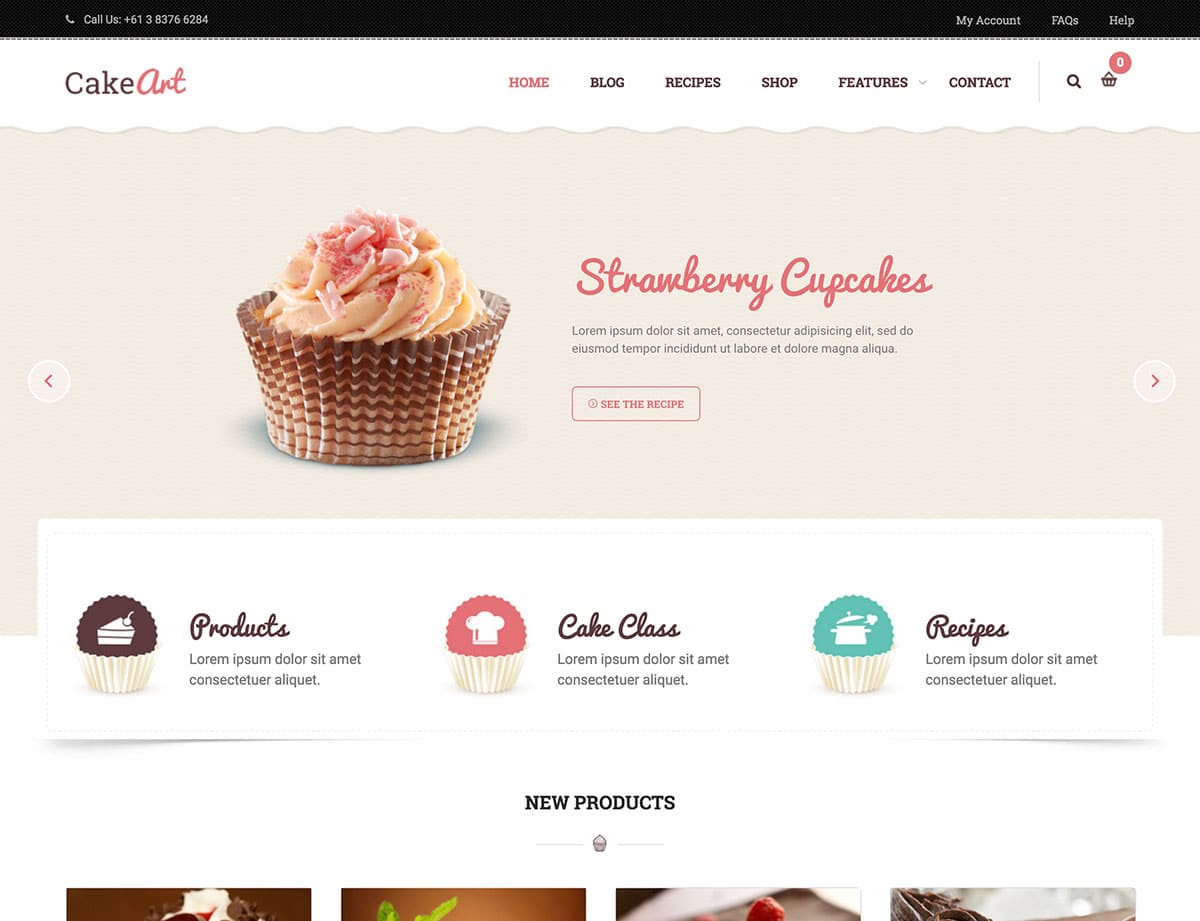 Call Us: +61 3 8376 6284
My Account FAQs Help
CakeArt
HOME BLOG RECIPES SHOP FEATURES CONTACT
0
Strawberry Cupcakes
Lorem ipsum dolor sit amet, consectetur adipisicing elit, sed do
eiusmod tempor incididunt ut labore et dolore magna aliqua.
SEE THE RECIPE
Products
Lorem ipsum dolor sit amet
consectetuer aliquet.
Cake Class
Lorem ipsum dolor sit amet
consectetuer aliquet.
Recipes
Lorem ipsum dolor sit amet
consectetuer aliquet.
NEW PRODUCTS